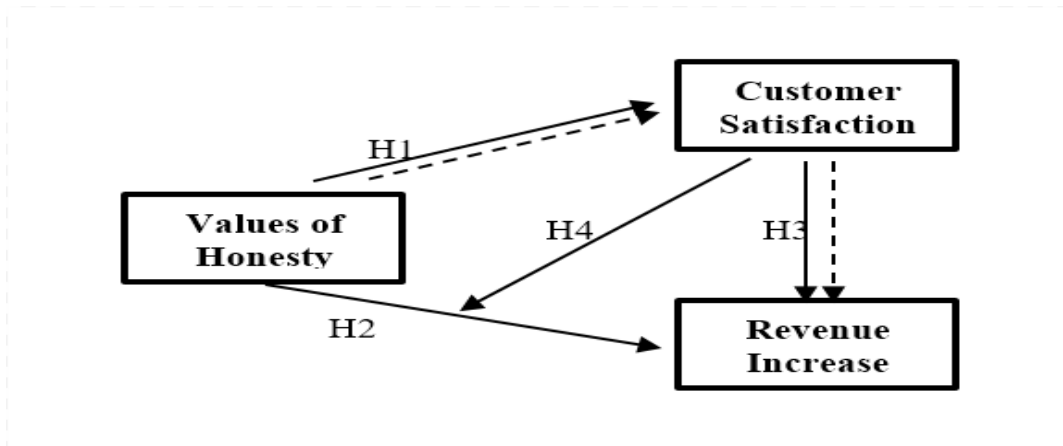 Customer
Satisfaction
H1
Values of
Honesty
H4
H3
H2
Revenue
Increase